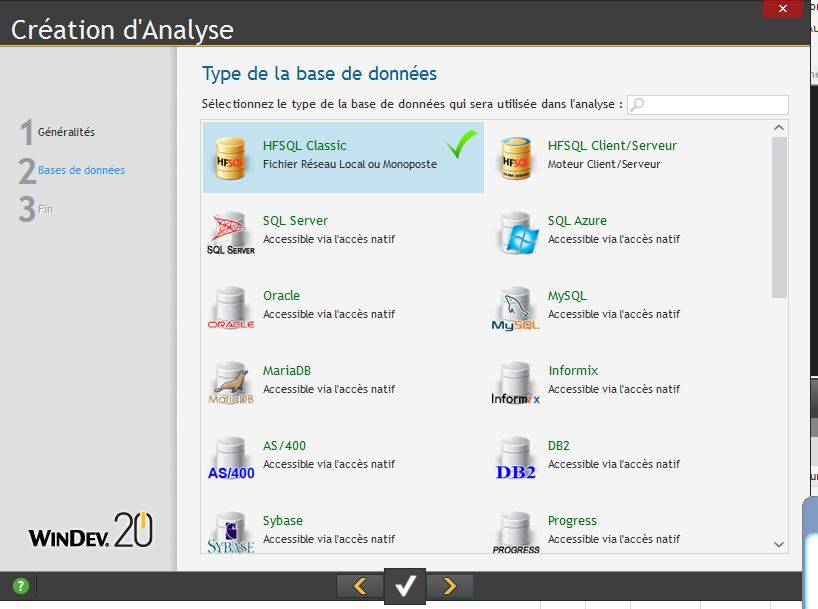 Création d'Analyse
Type de la base de données
Sélectionnez le type de la base de données qui sera utilisée dans l'analyse :
1 Généralités
2 Bases de données
3 Fin
HFSQL
HFSQL Classic
Fichier Réseau Local ou Monoposte
HFSQL
HFSQL Client/Serveur
Moteur Client/Serveur
SQL SERVER
SQL Server
Accessible via l'accès natif
SQL Azure
Accessible via l'accès natif
ORACLE
Oracle
Accessible via l'accès natif
MySQL
MySQL
Accessible via l'accès natif
MariaDB
MariaDB
Accessible via l'accès natif
Informix
Informix
Accessible via l'accès natif
AS/400
AS/400
Accessible via l'accès natif
DB2
DB2
Accessible via l'accès natif
SYBASE
Sybase
Accessible via l'accès natif
PROGRESS
Progress
Accessible via l'accès natif
WINDEV. 20
?